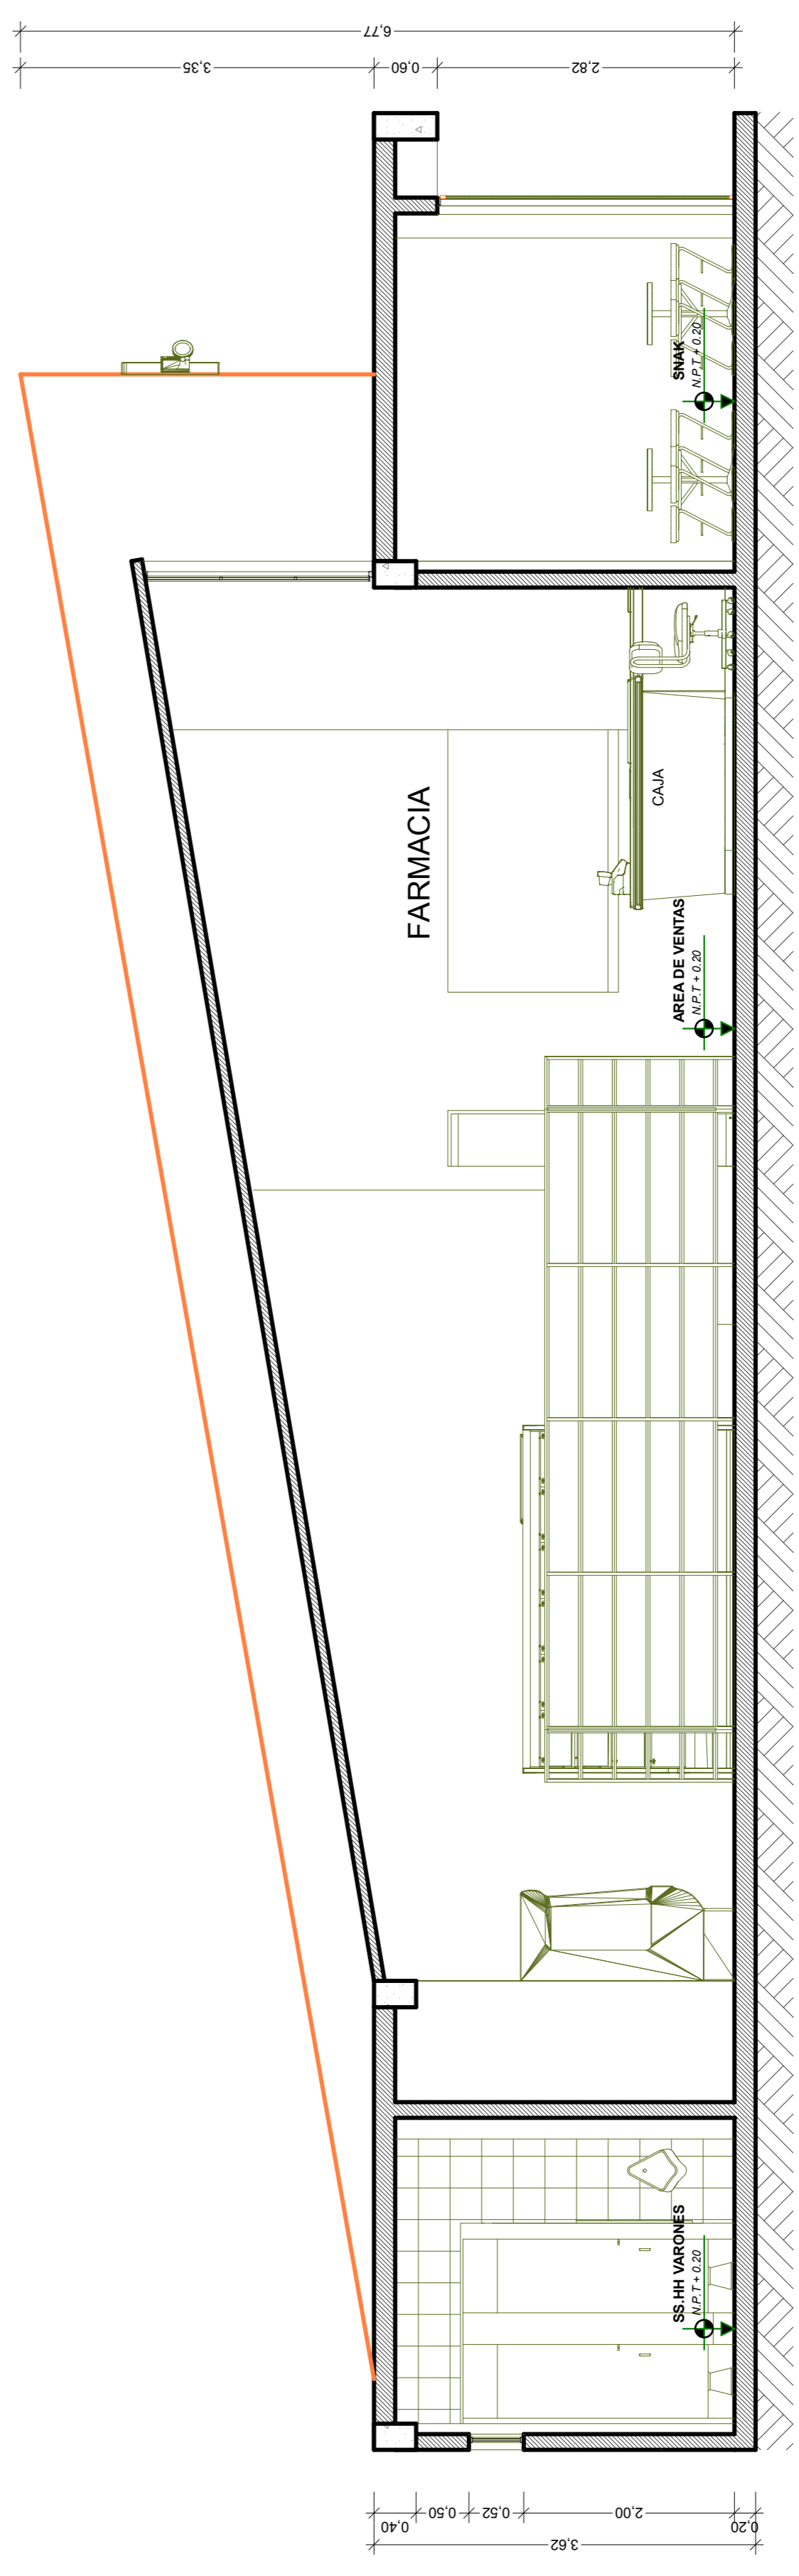 6,77
3,35
0,60
2,82
SNAK
N.P.T + 0.20
FARMACIA
CAJA
AREA DE VENTAS
N.P.T + 0.20
SS.HH VARONES
N.P.T + 0.20
0,40
0,50
0,52
2,00
0,20
3,62